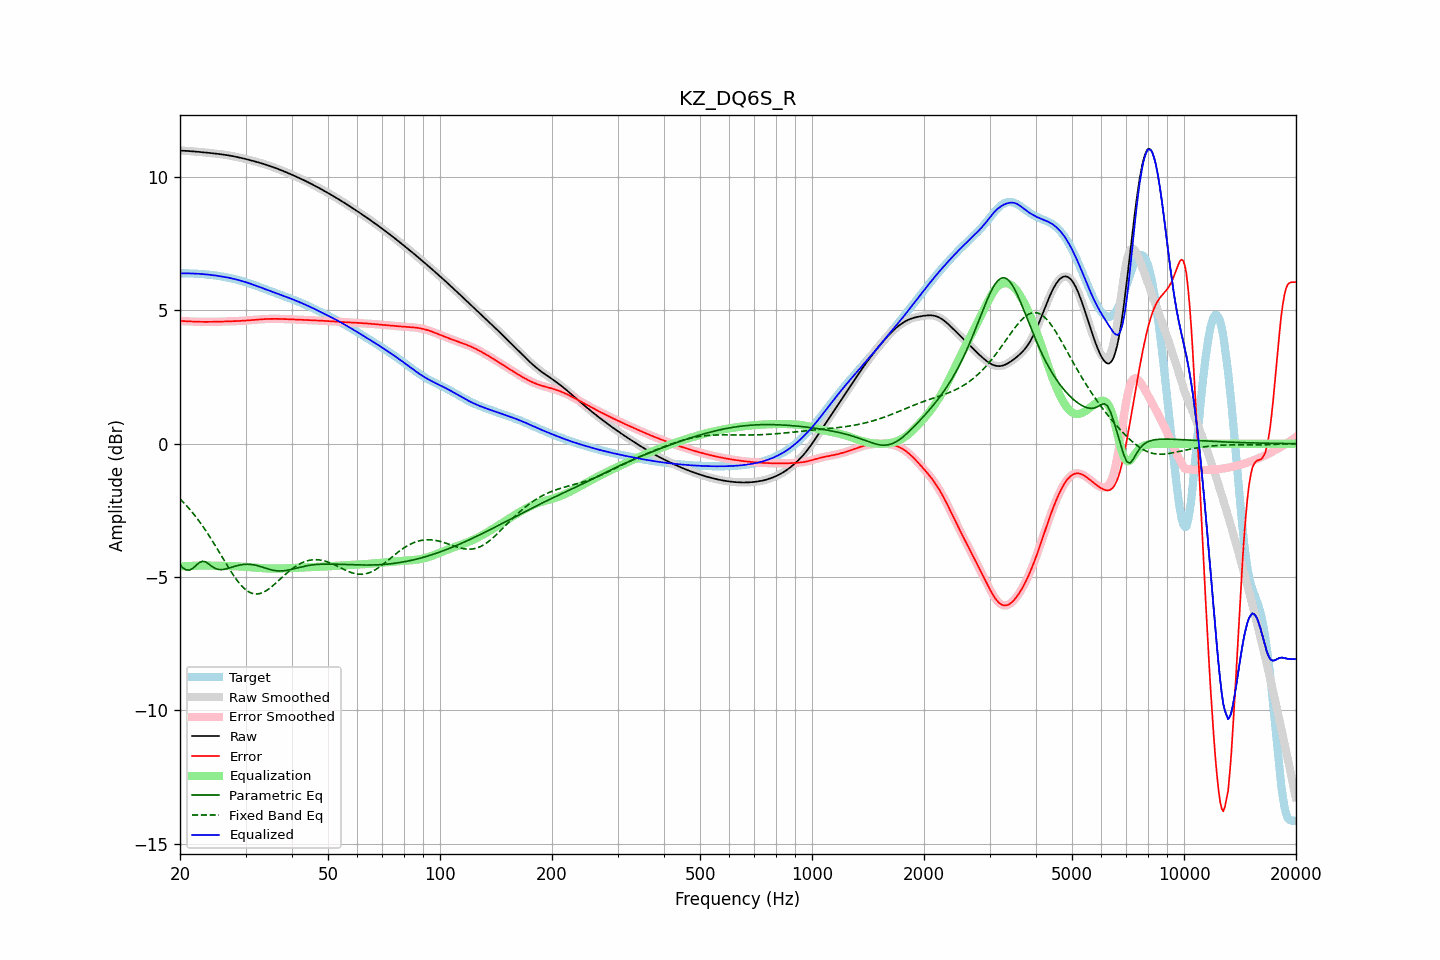 KZ_DQ6S_R
Amplitude (dBr)
10
5
0
−5
−10
−15
Target
Raw Smoothed
Error Smoothed
Raw
Error
Equalization
Parametric Eq
Fixed Band Eq
Equalized
20 50 100 200 500 1000 2000 5000 10000 20000
Frequency (Hz)